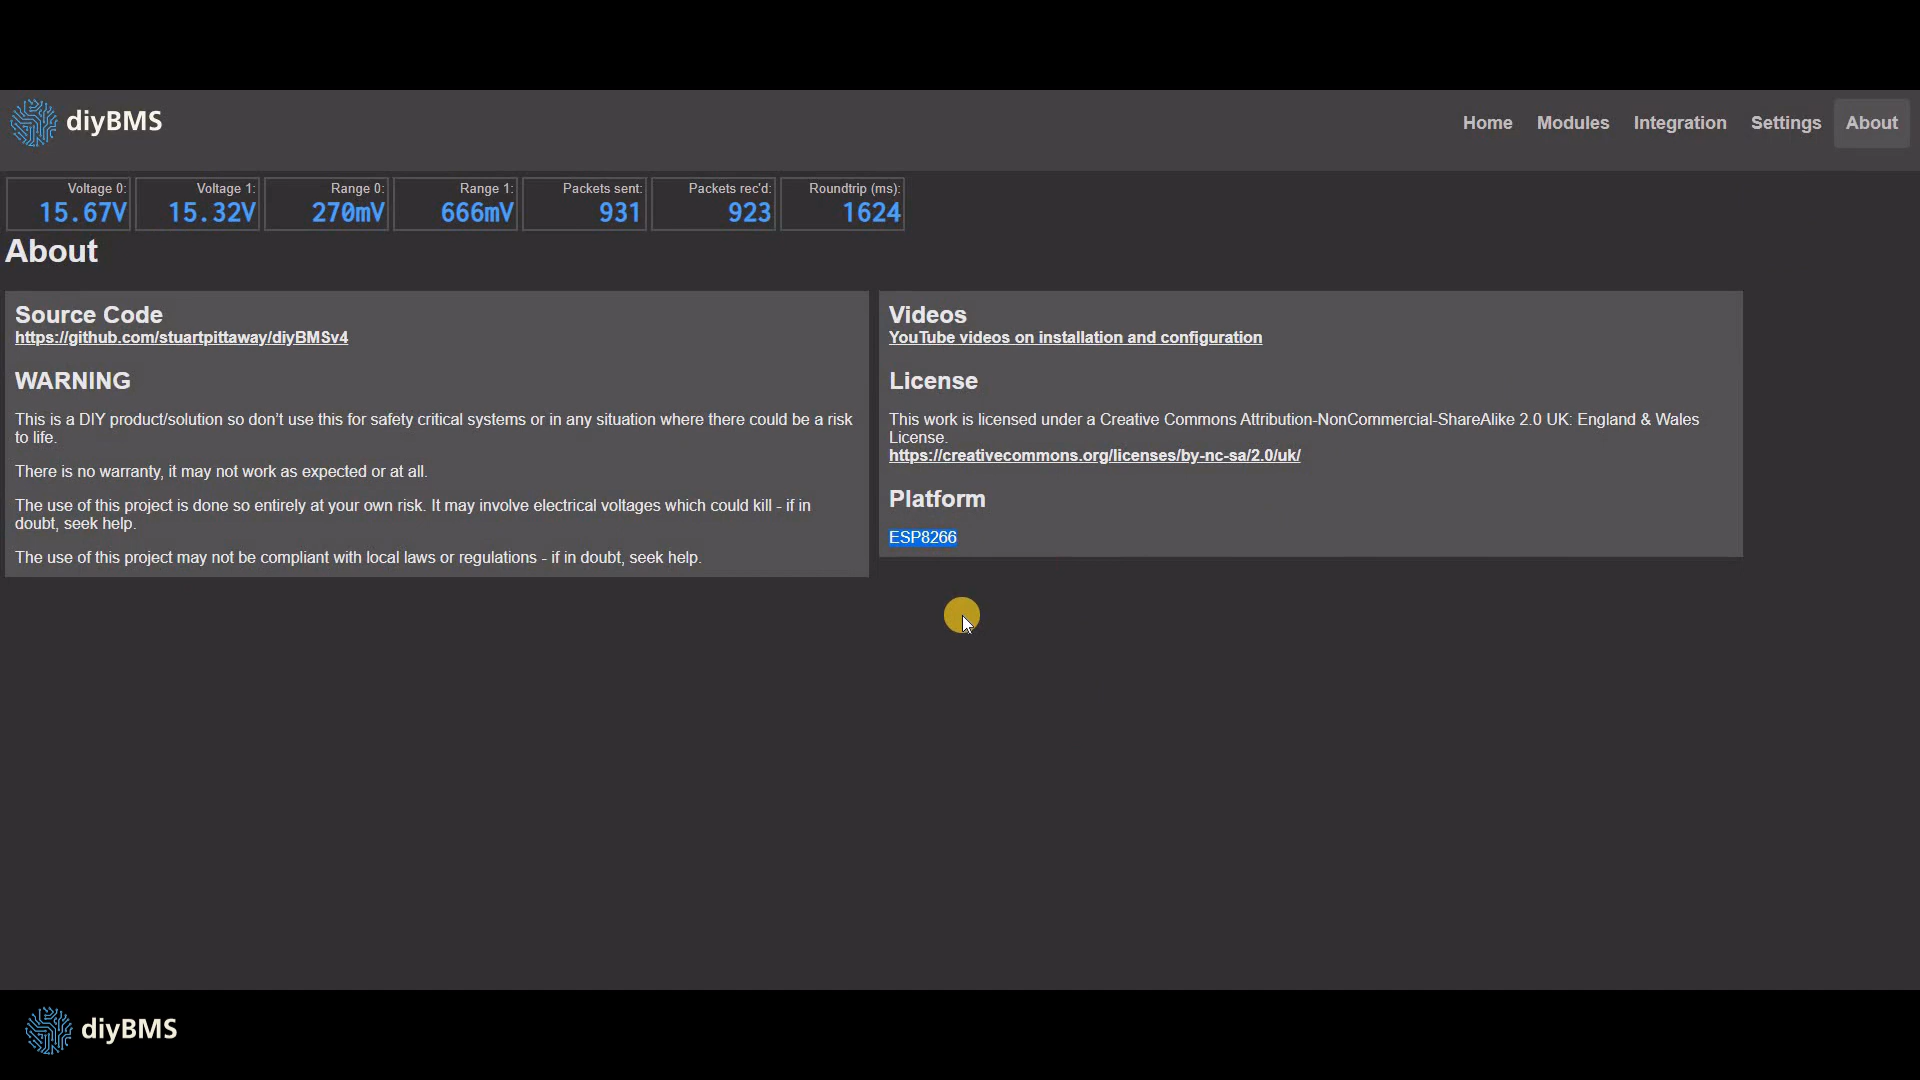 diyBMS
Home Modules Integration Settings About
Voltage 0: Voltage 1: Range 0: Range 1: Packets sent: Packets rec'd: Roundtrip (ms):
15.67V 15.32V 270mV 666mV 931 923 1624
About
Source Code
https://github.com/stuartpittaway/diyBMSv4
WARNING
This is a DIY product/solution so don't use this for safety critical systems or in any situation where there could be a risk
to life.
There is no warranty, it may not work as expected or at all.
The use of this project is done so entirely at your own risk. It may involve electrical voltages which could kill - if in
doubt, seek help.
The use of this project may not be compliant with local laws or regulations - if in doubt, seek help.
Videos
YouTube videos on installation and configuration
License
This work is licensed under a Creative Commons Attribution-NonCommercial-ShareAlike 2.0 UK: England & Wales
License.
https://creativecommons.org/licenses/by-nc-sa/2.0/uk/
Platform
ESP8266
diyBMS